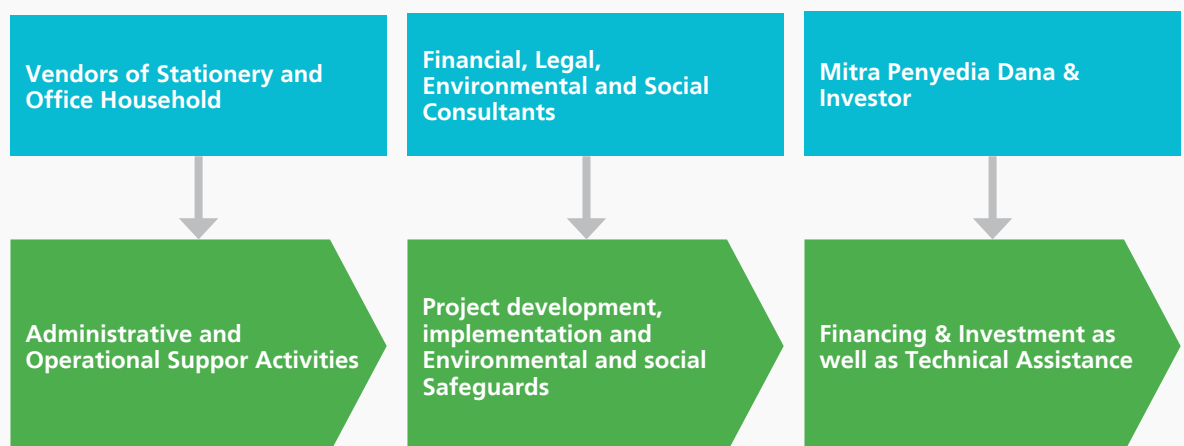 Vendors of Stationery and
Office Household
Financial, Legal,
Environmental and Social
Consultants
Mitra Penyedia Dana &
Investor
Administrative and
Operational Suppor Activities
Project development,
implementation and
Environmental and social
Safeguards
Financing & Investment as
well as Technical Assistance